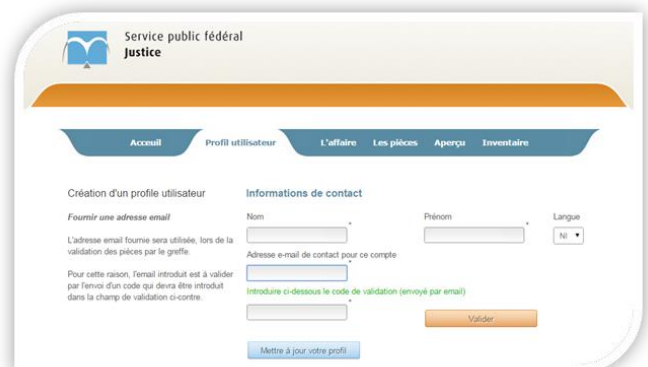 Service public fédéral
Justice
Acceuil Profil utilisateur L'affaire Les pièces Aperçu Inventaire
Création d'un profile utilisateur
Fournir une adresse email
L'adresse email fournie sera utilisée, lors de la
validation des pièces par le greffe.
Pour cette raison, l'email introduit est à valider
par l'envoi d'un code qui devra être introduit
dans la champ de validation ci-contre.
Informations de contact
Nom * Prénom * Langue
Nl
Adresse e-mail de contact pour ce compte
*
Introduire ci-dessous le code de validation (envoyé par email)
*
Valider
Mettre à jour votre profil